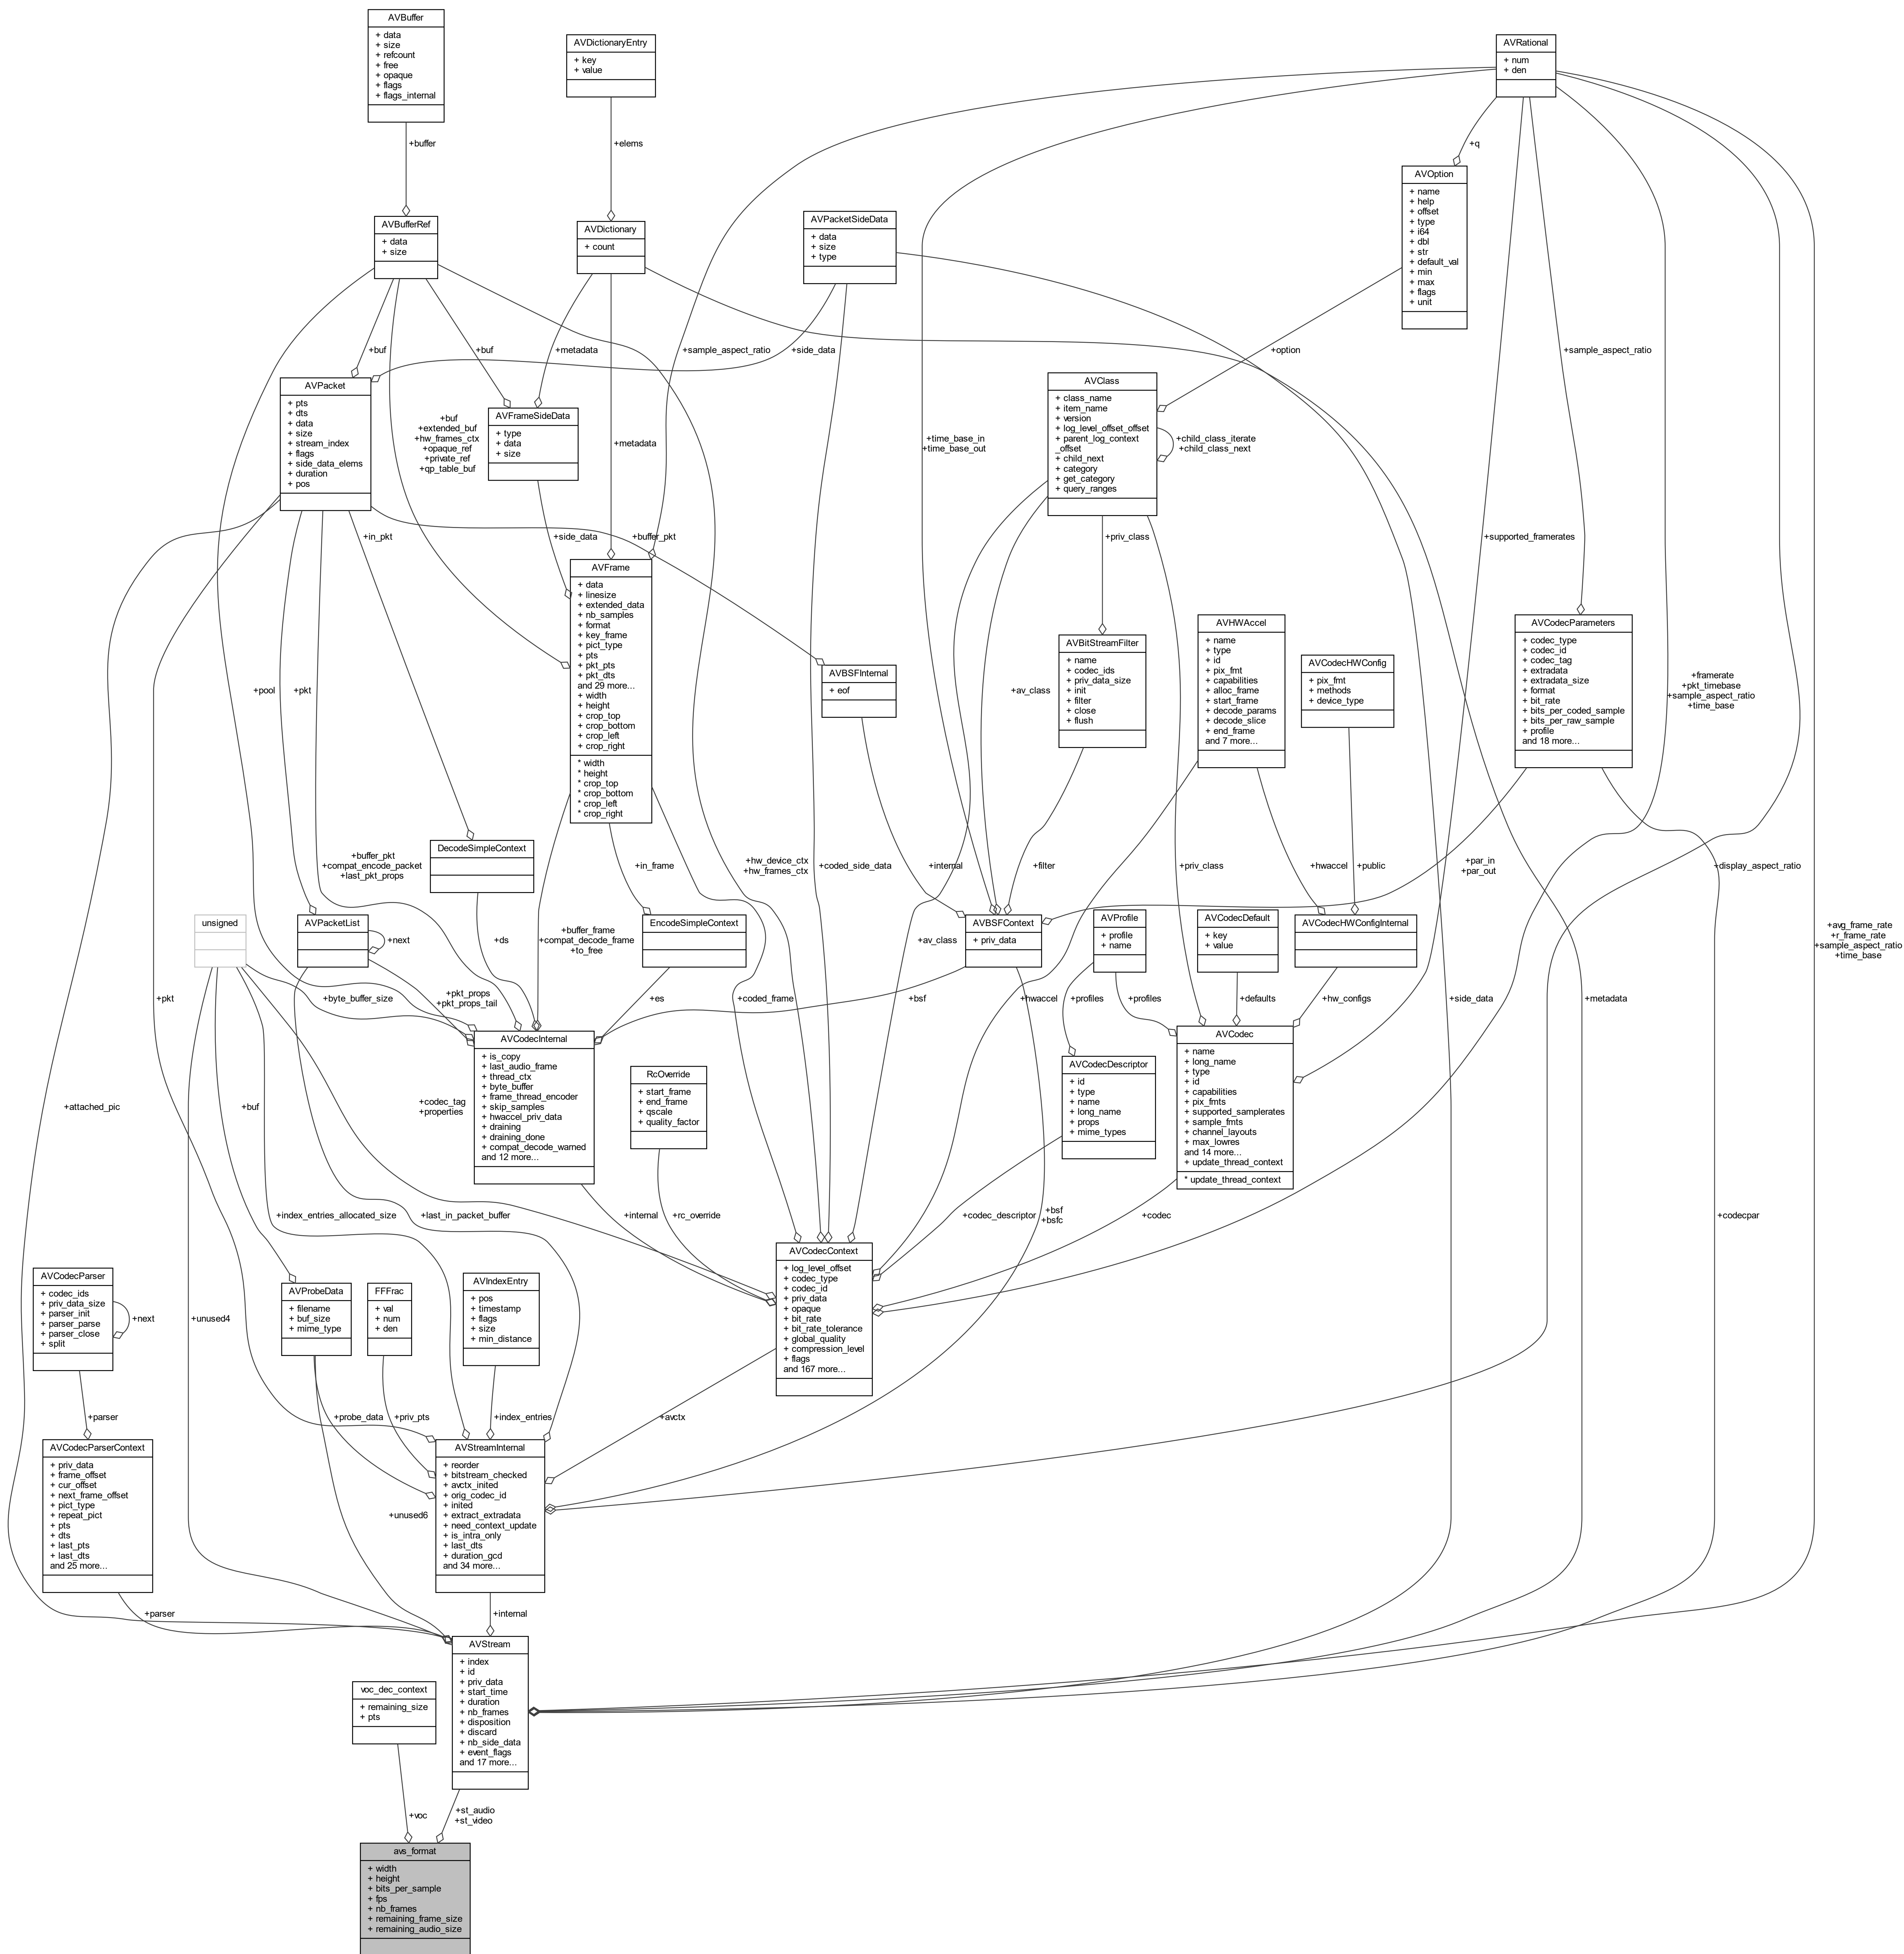 AVBuffer
+ data
+ size
+ refcount
+ free
+ opaque
+ flags
+ flags_internal
AVDictionaryEntry
+ key
+ value
AVRational
+ num
+ den
+buffer
+elems
+q
AVOption
+ name
+ help
+ offset
+ type
+ i64
+ dbl
+ str
+ default_val
+ min
+ max
+ flags
+ unit
AVBufferRef
+ data
+ size
AVDictionary
+ count
AVPacketSideData
+ data
+ size
+ type
+buf
+buf
+metadata
+sample_aspect_ratio
+side_data
+option
+sample_aspect_ratio
AVPacket
+ pts
+ dts
+ data
+ size
+ stream_index
+ flags
+ side_data_elems
+ duration
+ pos
+buf
+extended_buf
+hw_frames_ctx
+opaque_ref
+private_ref
+qp_table_buf
AVFrameSideData
+ type
+ data
+ size
+metadata
+time_base_in
+time_base_out
AVClass
+ class_name
+ item_name
+ version
+ log_level_offset_offset
+ parent_log_context
_offset
+ child_next
+ category
+ get_category
+ query_ranges
+child_class_iterate
+child_class_next
+in_pkt
+side_data
+buffer_pkt
+priv_class
+supported_framerates
AVFrame
+ data
+ linesize
+ extended_data
+ nb_samples
+ format
+ key_frame
+ pict_type
+ pts
+ pkt_pts
+ pkt_dts
and 29 more...
+ width
+ height
+ crop_top
+ crop_bottom
+ crop_left
+ crop_right
* width
* height
* crop_top
* crop_bottom
* crop_left
* crop_right
+pool
+pkt
AVBSFInternal
+ eof
+av_class
AVBitStreamFilter
+ name
+ codec_ids
+ priv_data_size
+ init
+ filter
+ close
+ flush
AVHWAccel
+ name
+ type
+ id
+ pix_fmt
+ capabilities
+ alloc_frame
+ start_frame
+ decode_params
+ decode_slice
+ end_frame
and 7 more...
AVCodecHWConfig
+ pix_fmt
+ methods
+ device_type
AVCodecParameters
+ codec_type
+ codec_id
+ codec_tag
+ extradata
+ extradata_size
+ format
+ bit_rate
+ bits_per_coded_sample
+ bits_per_raw_sample
+ profile
and 18 more...
+framerate
+pkt_timebase
+sample_aspect_ratio
+time_base
+buffer_pkt
+compat_encode_packet
+last_pkt_props
DecodeSimpleContext
+in_frame
+hw_device_ctx
+hw_frames_ctx
+coded_side_data
+internal
+filter
+priv_class
+hwaccel
+public
+par_in
+par_out
+display_aspect_ratio
unsigned
AVPacketList
+next
+ds
+buffer_frame
+compat_decode_frame
+to_free
EncodeSimpleContext
+av_class
AVBSFContext
+ priv_data
AVProfile
+ profile
+ name
AVCodecDefault
+ key
+ value
AVCodecHWConfigInternal
+avg_frame_rate
+r_frame_rate
+sample_aspect_ratio
+time_base
+pkt
+byte_buffer_size
+pkt_props
+pkt_props_tail
+es
+coded_frame
+bsf
+hwaccel
+profiles
+profiles
+defaults
+hw_configs
+side_data
+metadata
AVCodecInternal
+ is_copy
+ last_audio_frame
+ thread_ctx
+ byte_buffer
+ frame_thread_encoder
+ skip_samples
+ hwaccel_priv_data
+ draining
+ draining_done
+ compat_decode_warned
and 12 more...
AVCodec
+ name
+ long_name
+ type
+ id
+ capabilities
+ pix_fmts
+ supported_samplerates
+ sample_fmts
+ channel_layouts
+ max_lowres
and 14 more...
+ update_thread_context
* update_thread_context
AVCodecDescriptor
+ id
+ type
+ name
+ long_name
+ props
+ mime_types
RcOverride
+ start_frame
+ end_frame
+ qscale
+ quality_factor
+attached_pic
+buf
+codec_tag
+properties
+index_entries_allocated_size
+last_in_packet_buffer
+internal
+rc_override
+codec_descriptor
+bsf
+bsfc
+codec
+codecpar
AVCodecContext
+ log_level_offset
+ codec_type
+ codec_id
+ priv_data
+ opaque
+ bit_rate
+ bit_rate_tolerance
+ global_quality
+ compression_level
+ flags
and 167 more...
AVCodecParser
+ codec_ids
+ priv_data_size
+ parser_init
+ parser_parse
+ parser_close
+ split
+next
+unused4
AVProbeData
+ filename
+ buf_size
+ mime_type
FFFrac
+ val
+ num
+ den
AVIndexEntry
+ pos
+ timestamp
+ flags
+ size
+ min_distance
+parser
+probe_data
+priv_pts
+index_entries
+avctx
AVCodecParserContext
+ priv_data
+ frame_offset
+ cur_offset
+ next_frame_offset
+ pict_type
+ repeat_pict
+ pts
+ dts
+ last_pts
+ last_dts
and 25 more...
+unused6
AVStreamInternal
+ reorder
+ bitstream_checked
+ avctx_inited
+ orig_codec_id
+ inited
+ extract_extradata
+ need_context_update
+ is_intra_only
+ last_dts
+ duration_gcd
and 34 more...
+parser
+internal
AVStream
+ index
+ id
+ priv_data
+ start_time
+ duration
+ nb_frames
+ disposition
+ discard
+ nb_side_data
+ event_flags
and 17 more...
voc_dec_context
+ remaining_size
+ pts
+voc
+st_audio
+st_video
avs_format
+ width
+ height
+ bits_per_sample
+ fps
+ nb_frames
+ remaining_frame_size
+ remaining_audio_size